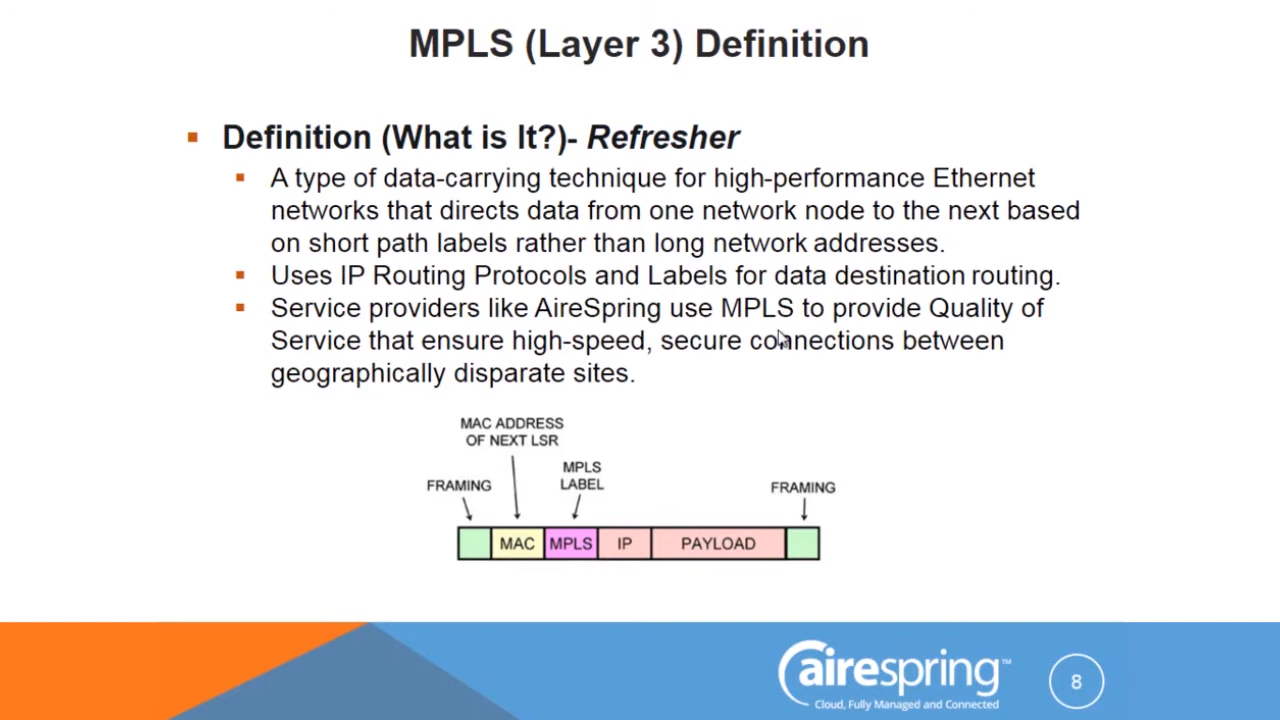 MPLS (Layer 3) Definition
Definition (What is It?)- Refresher
A type of data-carrying technique for high-performance Ethernet
networks that directs data from one network node to the next based
on short path labels rather than long network addresses.
Uses IP Routing Protocols and Labels for data destination routing.
Service providers like AireSpring use MPLS to provide Quality of
Service that ensure high-speed, secure connections between
geographically disparate sites.
MAC ADDRESS
OF NEXT LSR
MPLS
LABEL
FRAMING
FRAMING
MAC MPLS IP PAYLOAD
airespring™
Cloud, Fully Managed and Connected
8